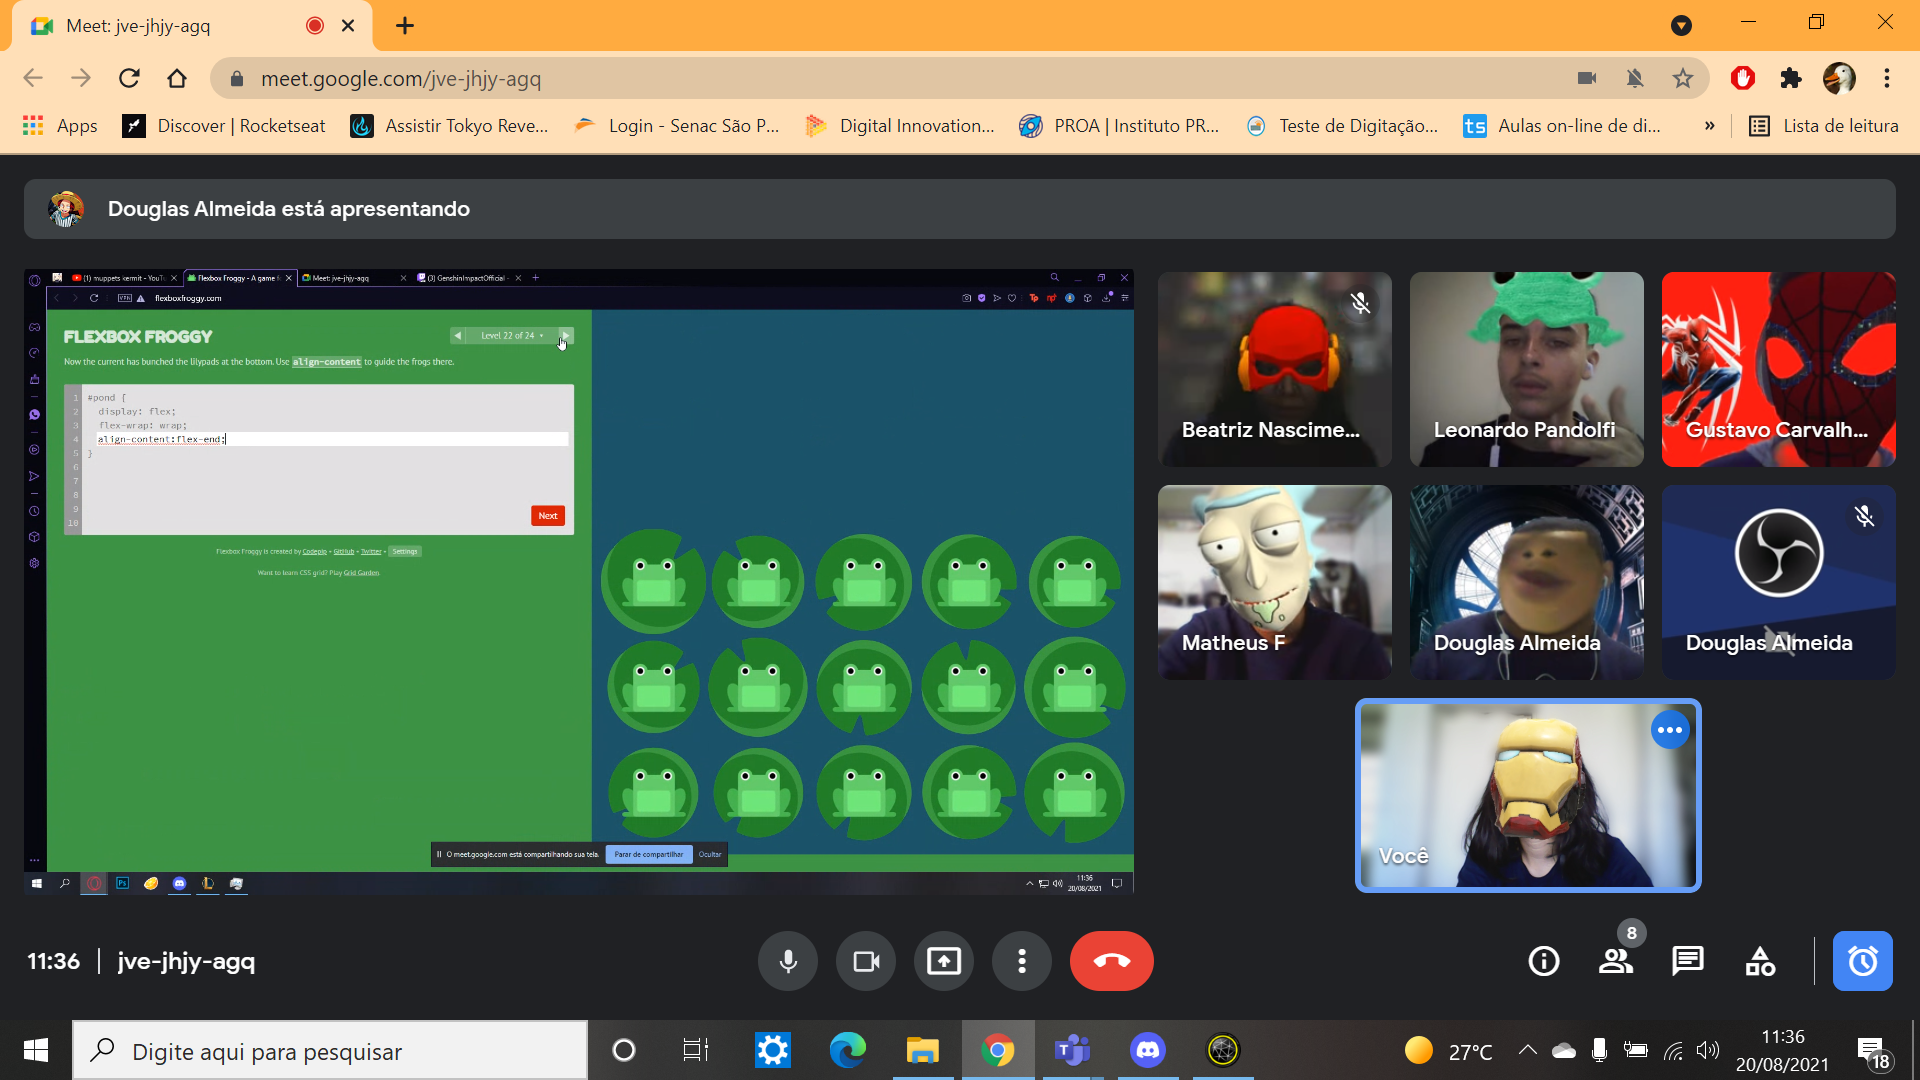 Meet: jve-jhjy-agq
meet.google.com/jve-jhjy-agq
Apps
Discover | Rocketseat
Assistir Tokyo Reve...
Login - Senac São P...
Digital Innovation...
PROA | Instituto PR...
Teste de Digitação...
ts
Aulas on-line de di...
»
Lista de leitura
Douglas Almeida está apresentando
(1) muppets kermit - YouTu
Flexbox Froggy - A game f
Meet: jve-jhjy-agq
(3) GenshinImpactOfficial -
VPN
flexboxfroggy.com
FLEXBOX FROGGY
Level 22 of 24
Now the current has bunched the lilypads at the bottom. Use align-content to guide the frogs there.
1 #pond {
2 display: flex;
3 flex-wrap: wrap;
4 align-content:flex-end;
5 }
6
7
8
9
10
Next
Flexbox Froggy is created by Codepip • GitHub • Twitter • Settings
Want to learn CSS grid? Play Grid Garden.
O meet.google.com está compartilhando sua tela.
Parar de compartilhar
Ocultar
Ps
11:36
20/08/2021
Beatriz Nascime...
Leonardo Pandolfi
Gustavo Carvalh...
Matheus F
Douglas Almeida
Douglas Almeida
Você
11:36 | jve-jhjy-agq
8
Digite aqui para pesquisar
27°C
11:36
20/08/2021
18